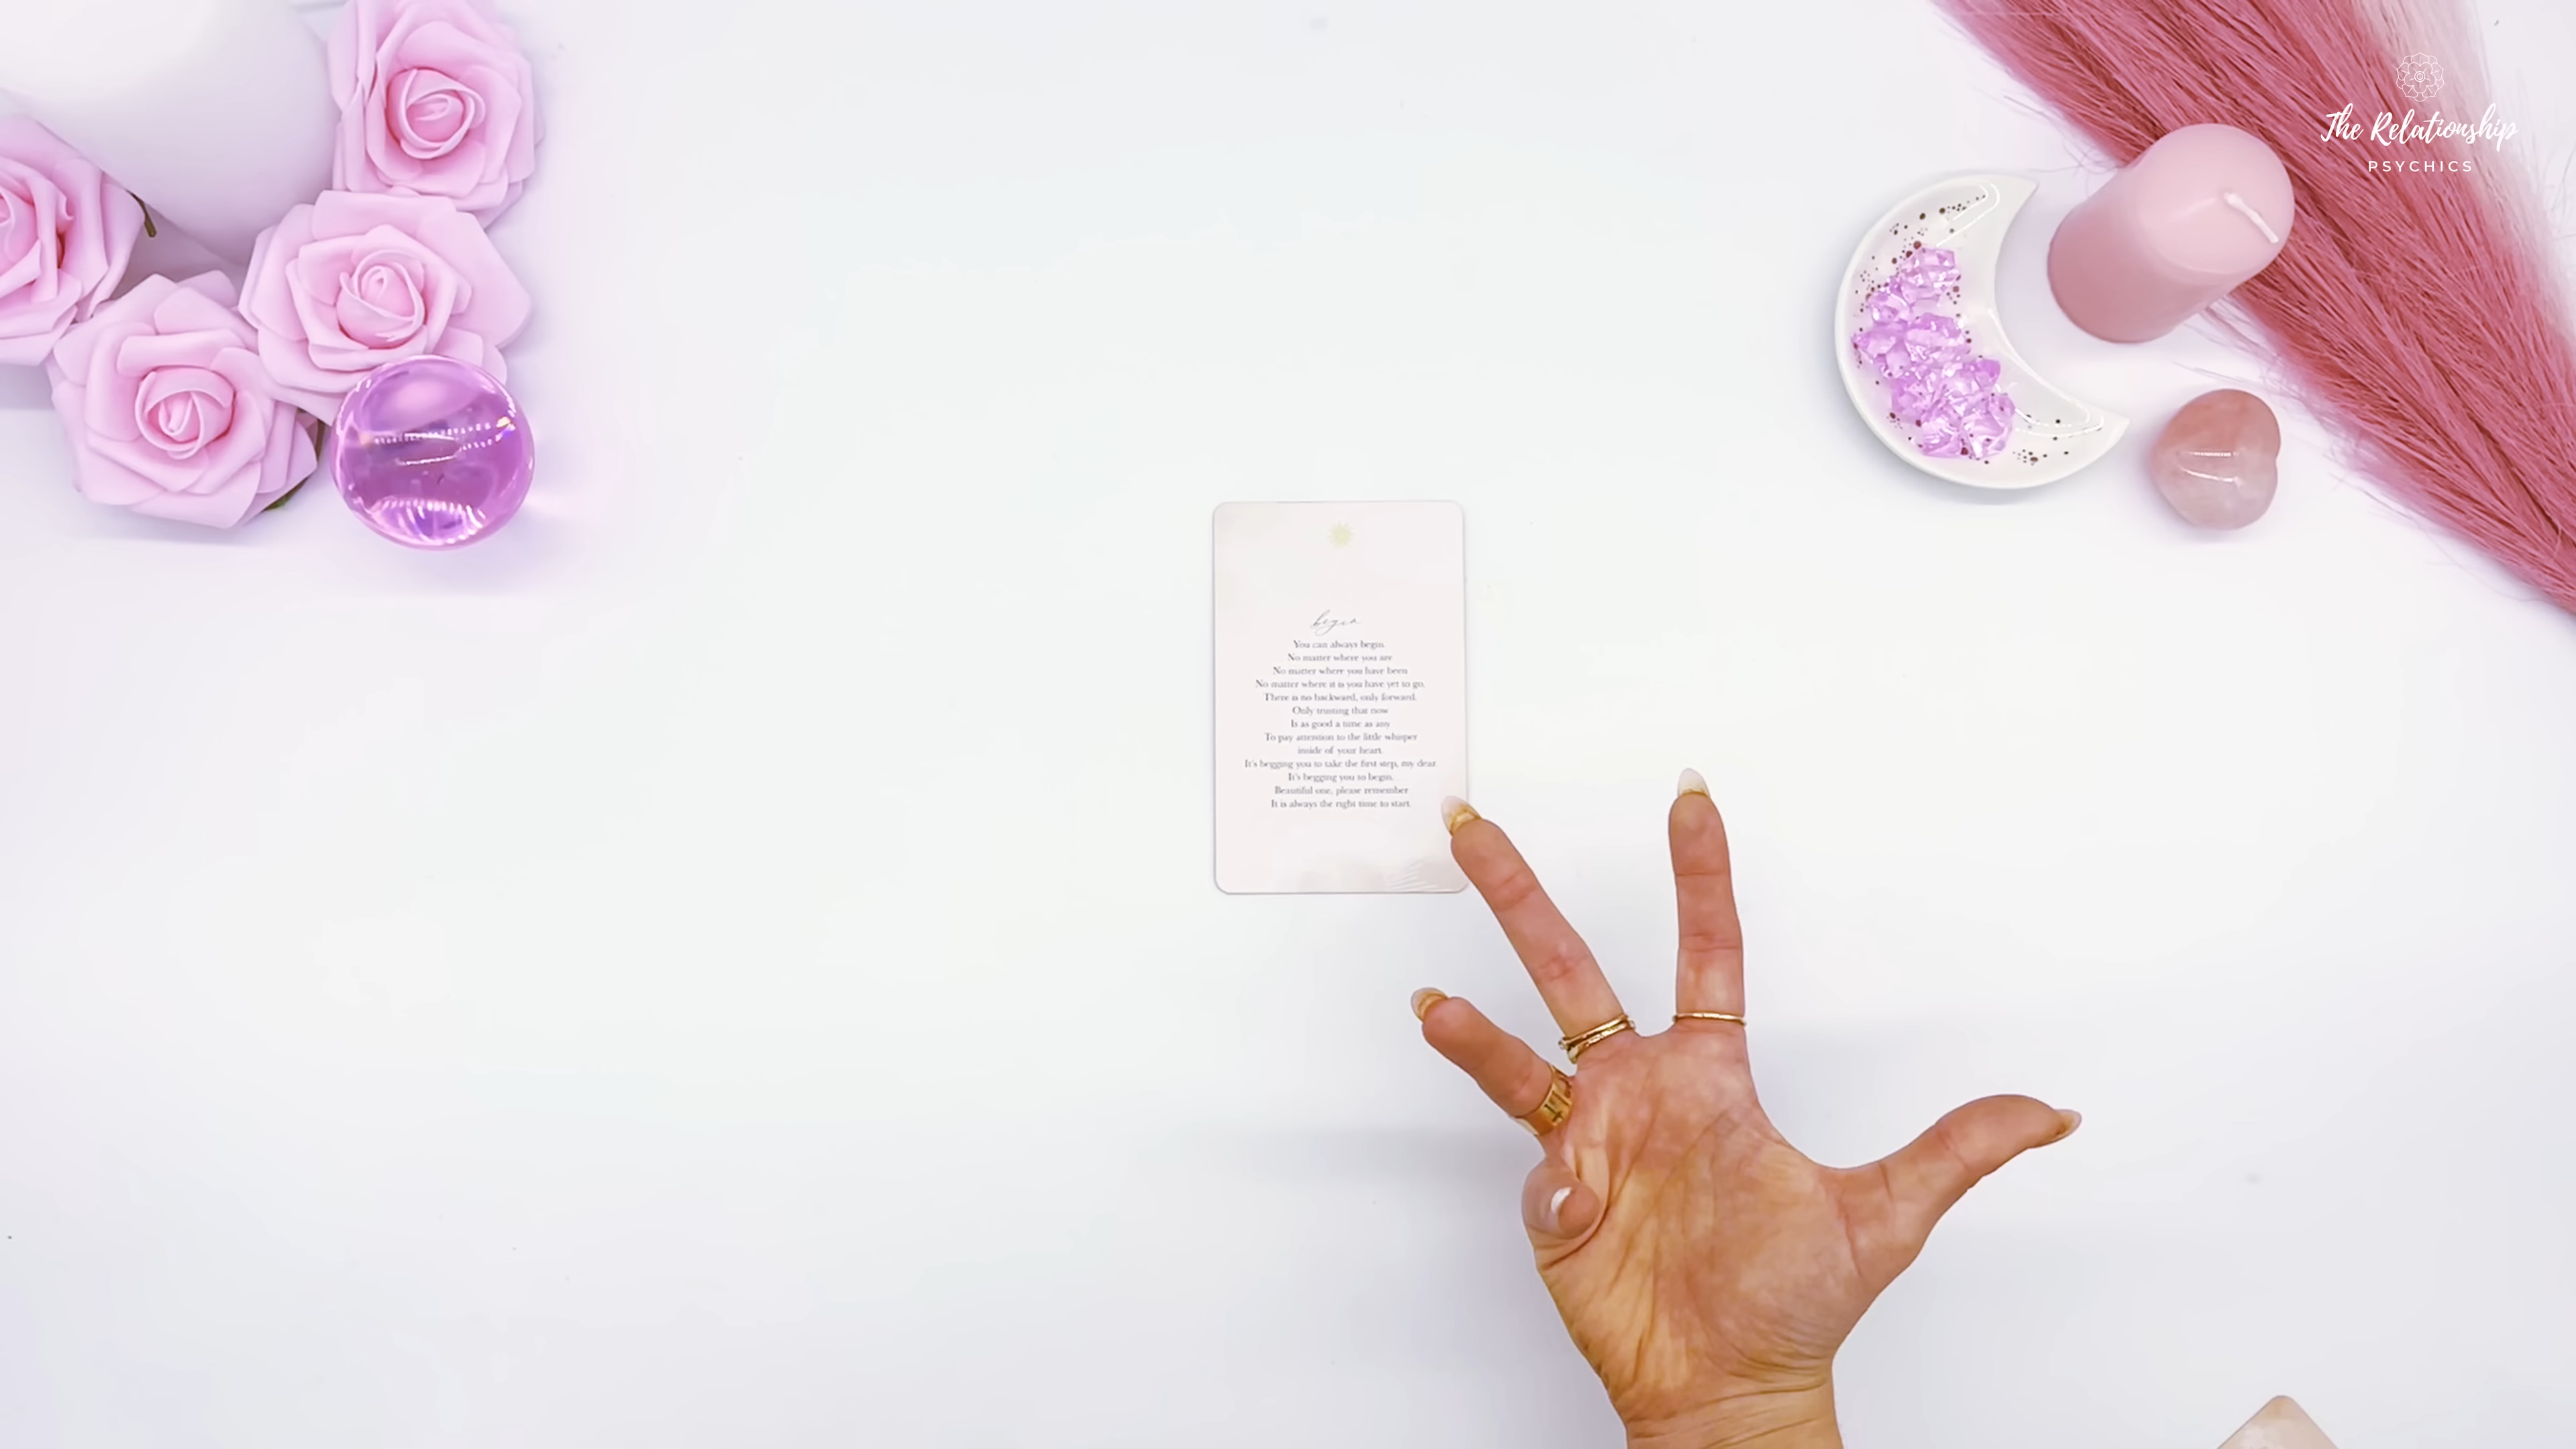 The Relationship
PSYCHICS
begin
You can always begin.
No matter where you are
No matter where you have been
No matter where it is you have yet to go.
There is no backward, only forward.
Only trusting that now
Is as good a time as any
To pay attention to the little whisper
inside of your heart.
It's begging you to take the first step, my dear.
It's begging you to begin.
Beautiful one, please remember
It is always the right time to start.